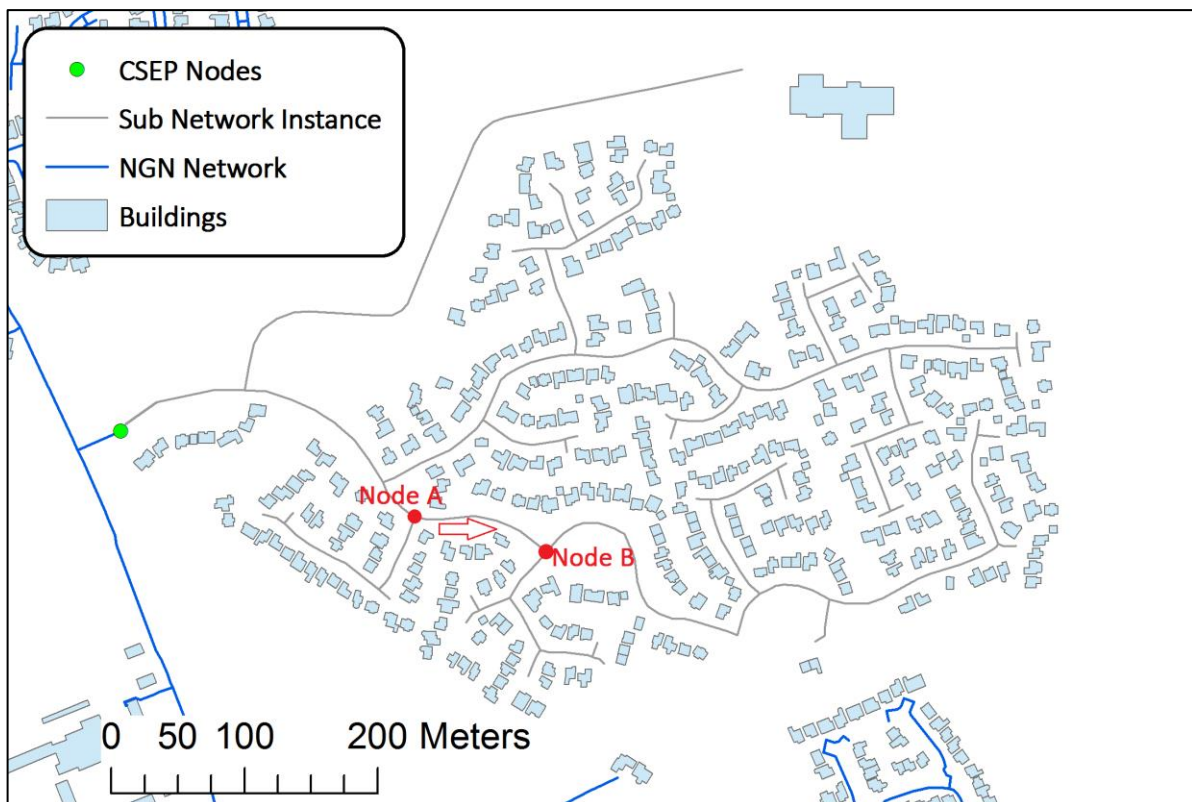 CSEP Nodes
Sub Network Instance
NGN Network
Buildings
Node A
Node B
0 50 100 200 Meters